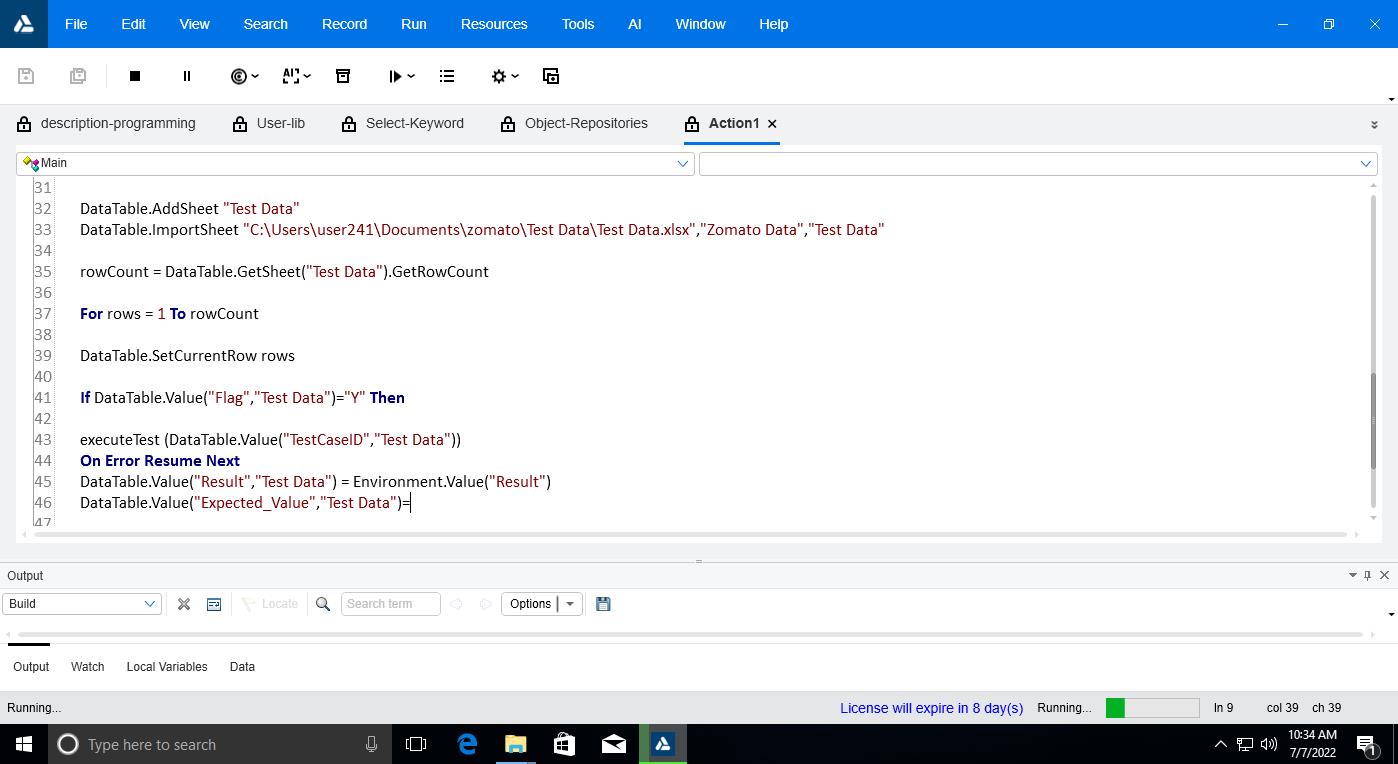 File Edit View Search Record Run Resources Tools AI Window Help
description-programming User-lib Select-Keyword Object-Repositories Action1
Main
31
32 DataTable.AddSheet "Test Data"
33 DataTable.ImportSheet "C:\Users\user241\Documents\zomato\Test Data\Test Data.xlsx","Zomato Data","Test Data"
34
35 rowCount = DataTable.GetSheet("Test Data").GetRowCount
36
37 For rows = 1 To rowCount
38
39 DataTable.SetCurrentRow rows
40
41 If DataTable.Value("Flag","Test Data")="Y" Then
42
43 executeTest (DataTable.Value("TestCaseID","Test Data"))
44 On Error Resume Next
45 DataTable.Value("Result","Test Data") = Environment.Value("Result")
46 DataTable.Value("Expected_Value","Test Data")=
47
Output
Build Locate Search term Options
Output Watch Local Variables Data
Running... License will expire in 8 day(s) Running... ln 9 col 39 ch 39
Type here to search
10:34 AM
7/7/2022
1